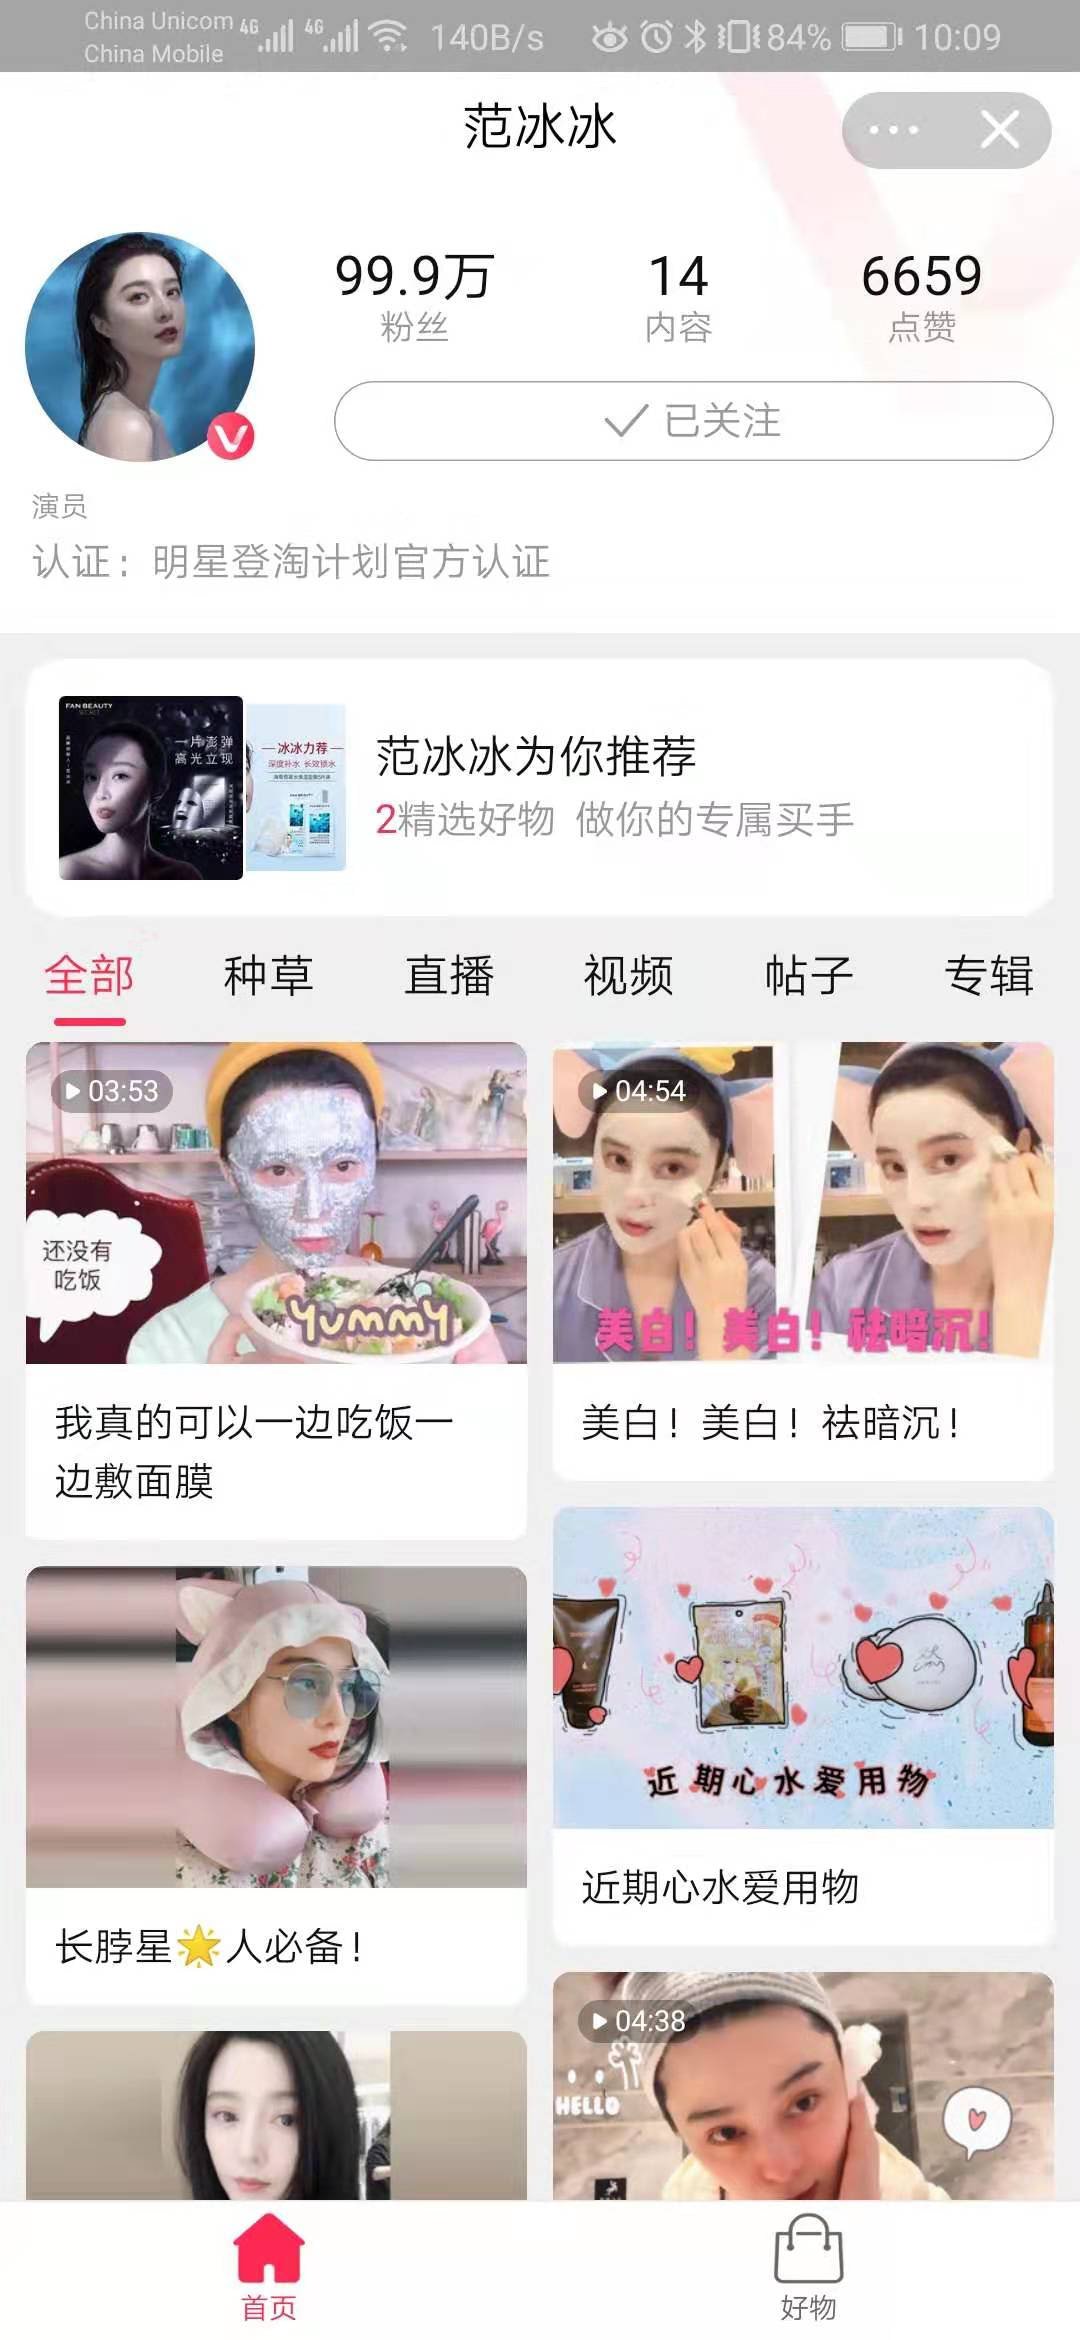 China Unicom 4G 4G 140B/s 84% 10:09
China Mobile
范冰冰
99.9万 14 6659
粉丝 内容 点赞
已关注
演员
认证：明星登淘计划官方认证
FAN BEAUTY
SECRET
一片澎弹
高光立现
冰冰力荐
深度补水 长效锁水
范冰冰为你推荐
2精选好物 做你的专属买手
全部 种草 直播 视频 帖子 专辑
03:53
还没有
吃饭
yummy
我真的可以一边吃饭一
边敷面膜
04:54
美白！美白！祛暗沉！
美白！美白！祛暗沉！
长脖星🌟人必备！
近期心水爱用物
近期心水爱用物
04:38
HELLO
首页 好物